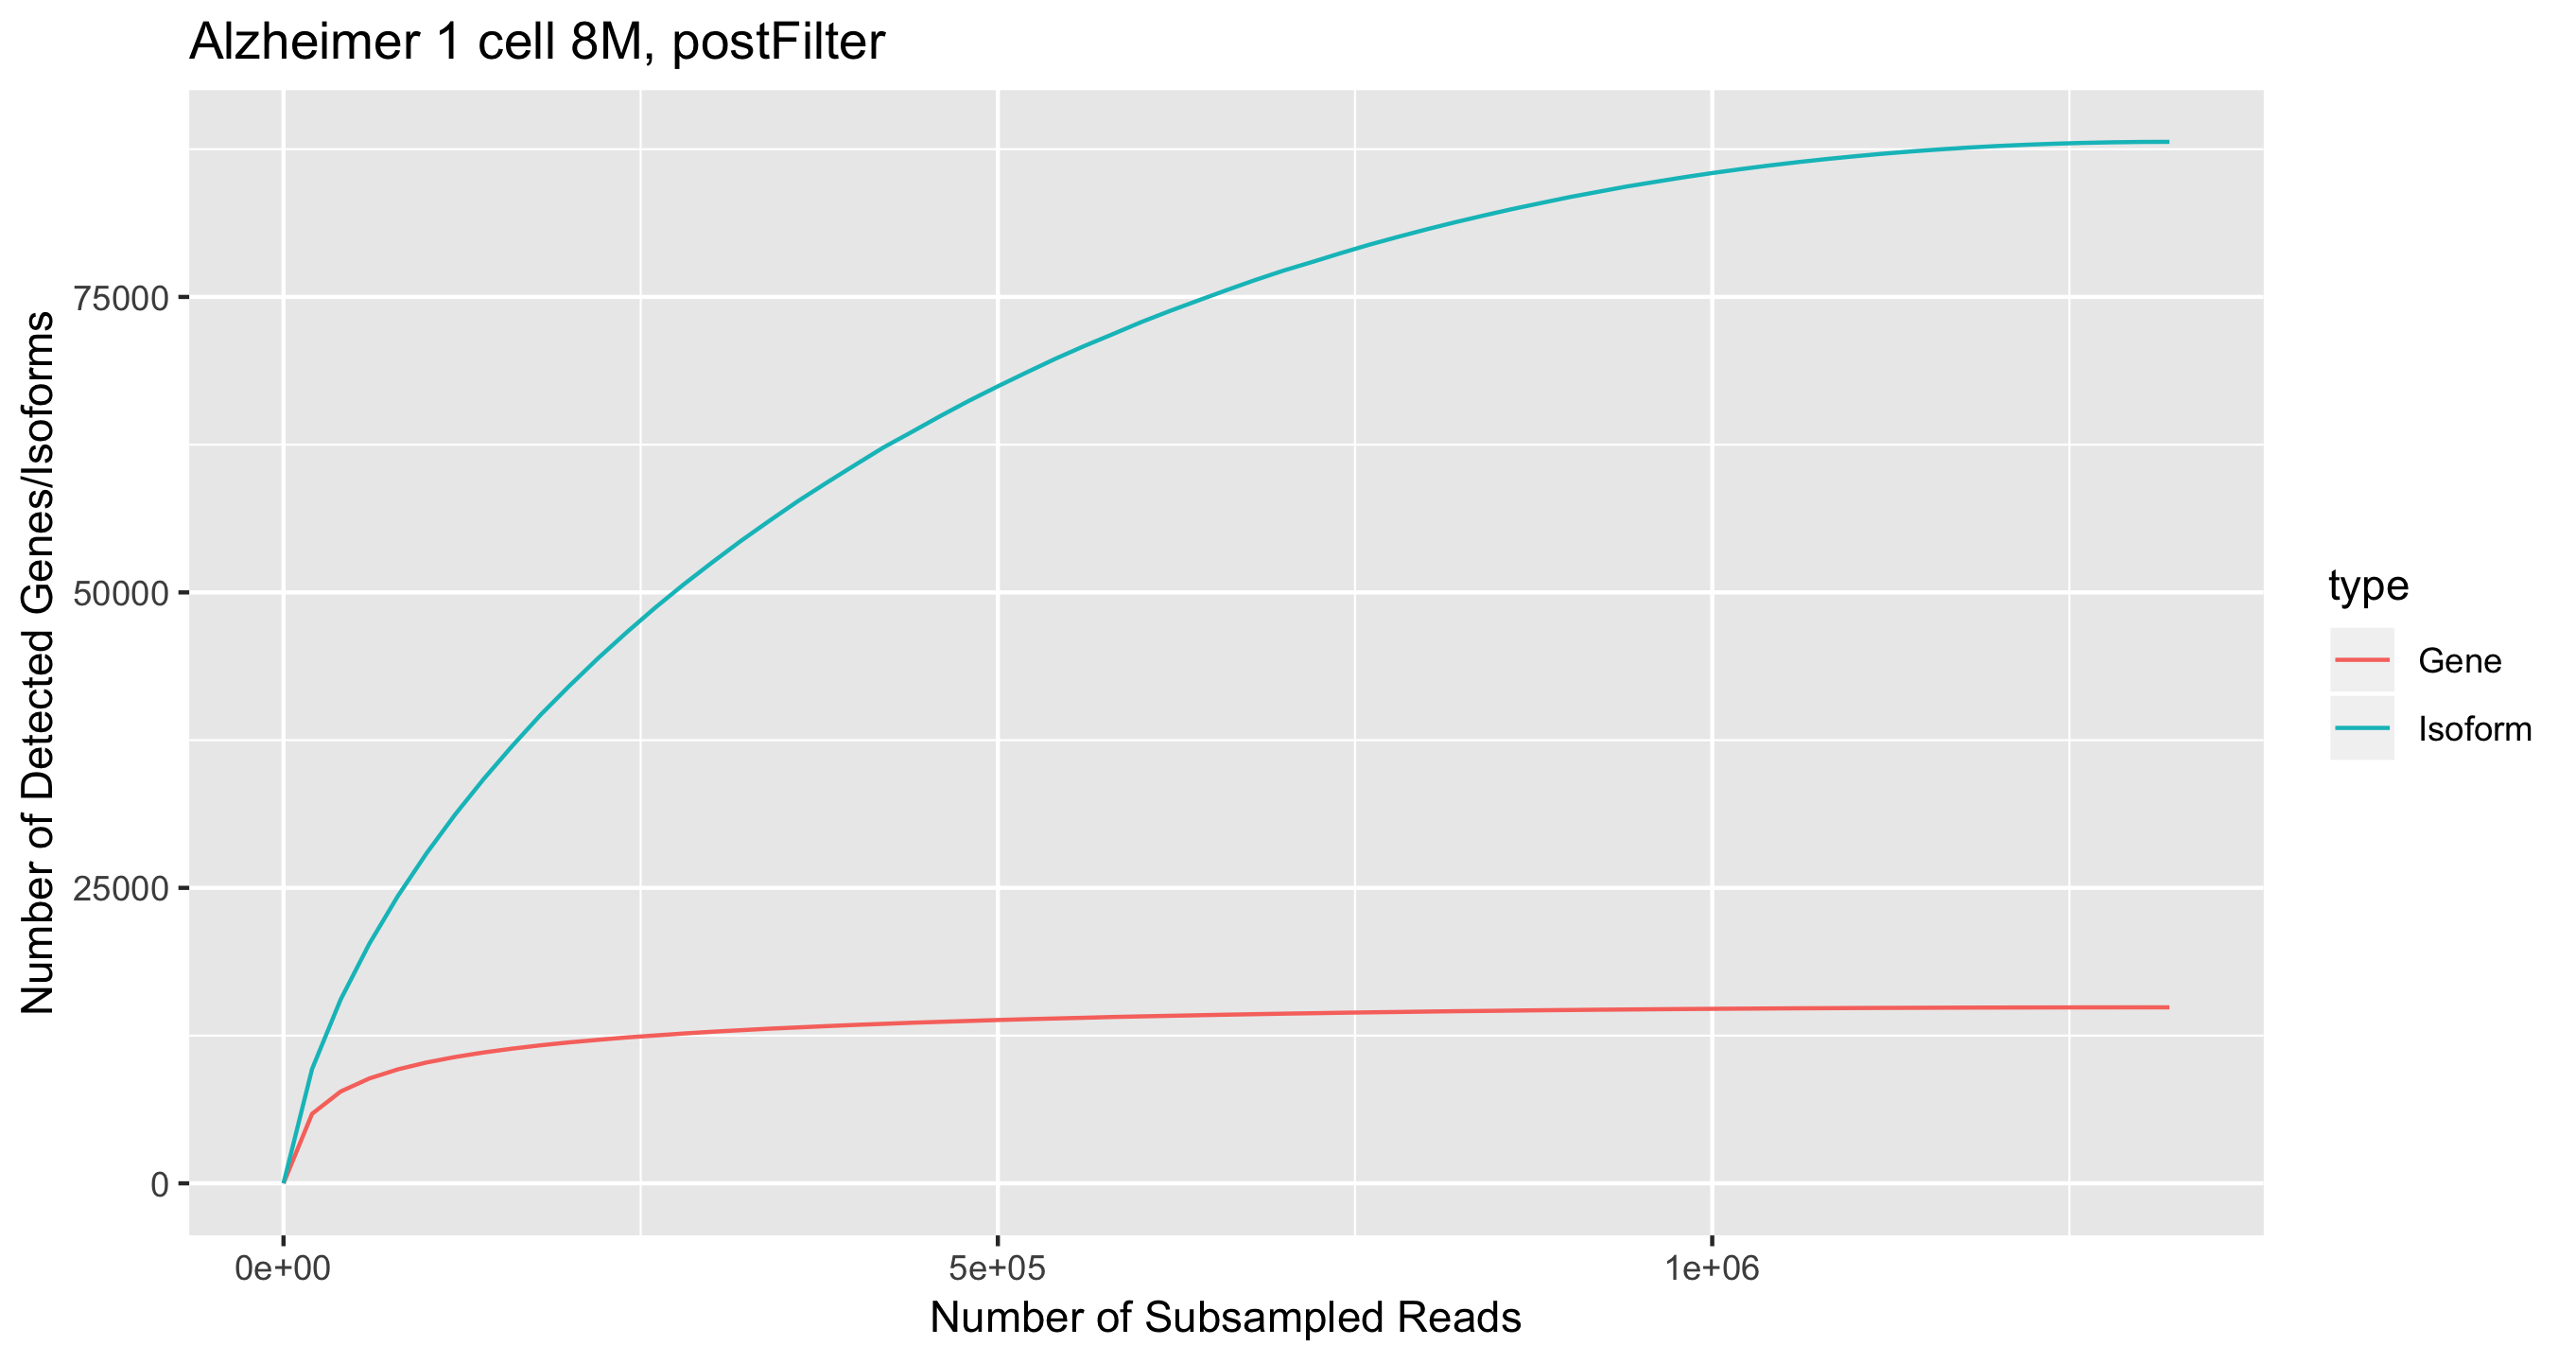 Alzheimer 1 cell 8M, postFilter
Number of Detected Genes/Isoforms
75000
50000
25000
0
0e+00
5e+05
1e+06
Number of Subsampled Reads
type
Gene
Isoform